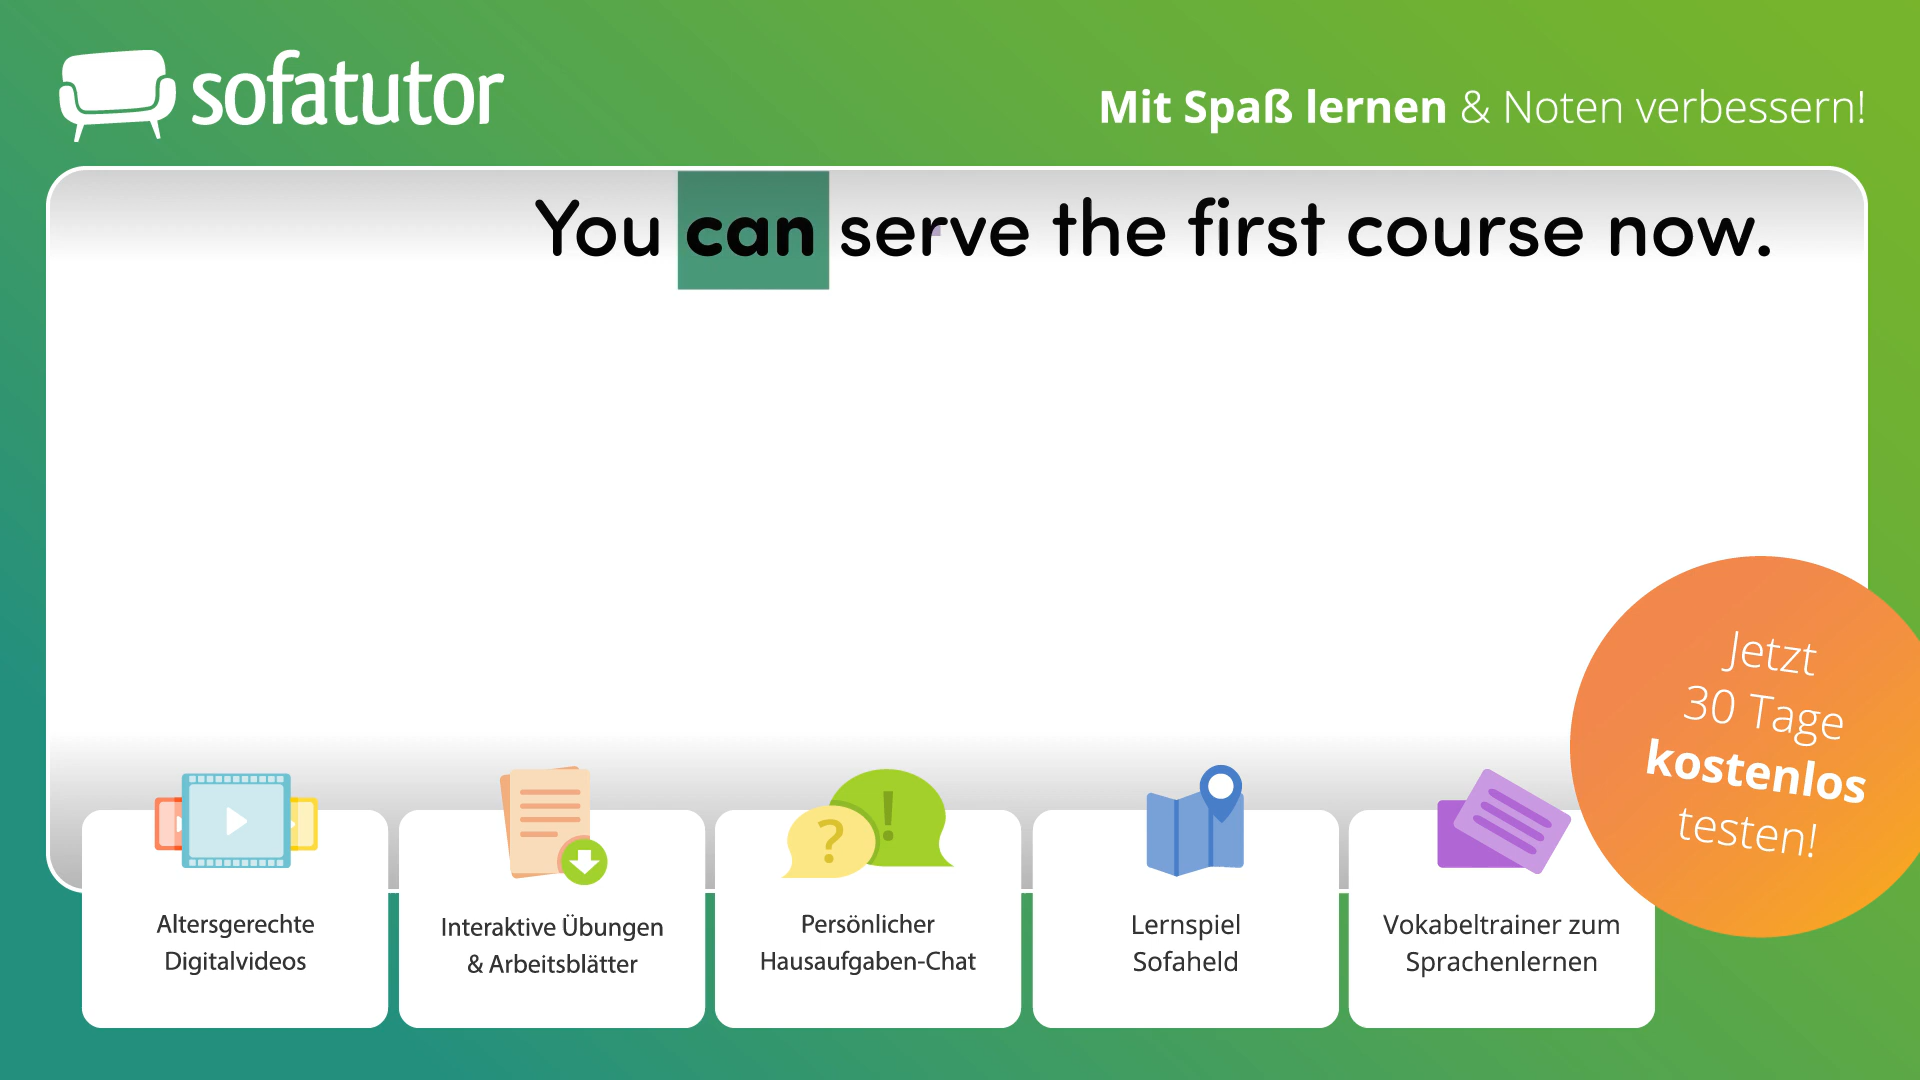 sofatutor
Mit Spaß lernen & Noten verbessern!
You can serve the first course now.
Jetzt
30 Tage
kostenlos
testen!
Altersgerechte
Digitalvideos
Interaktive Übungen
& Arbeitsblätter
? !
Persönlicher
Hausaufgaben-Chat
Lernspiel
Sofaheld
Vokabeltrainer zum
Sprachenlernen